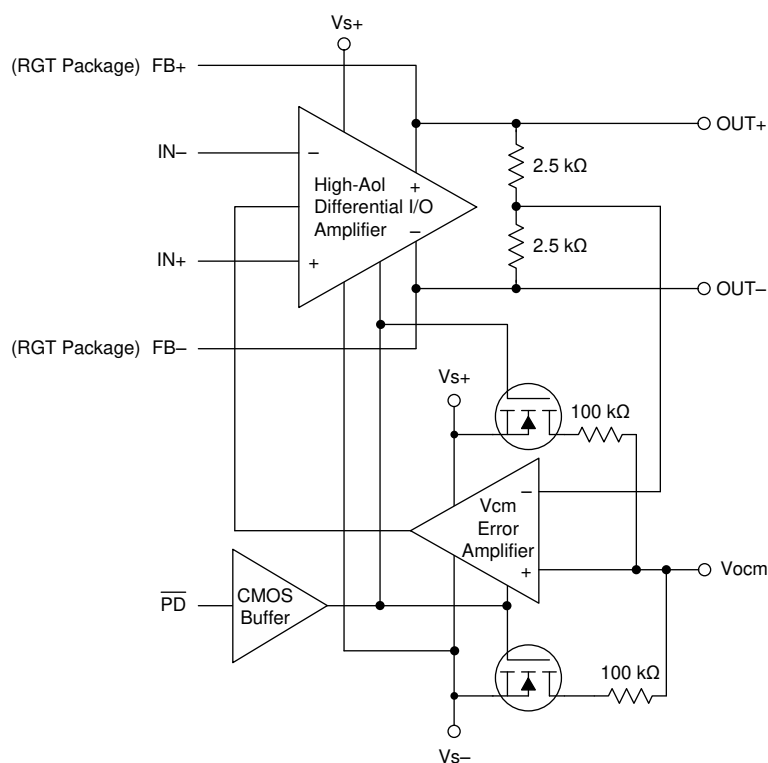 Vs+
(RGT Package) FB+
OUT+
IN–
–
2.5 kΩ
High-Aol
Differential I/O
Amplifier
+
–
IN+
+
2.5 kΩ
OUT–
(RGT Package) FB–
Vs+
100 kΩ
–
Vcm
Error
Amplifier
+
Vocm
PD
CMOS
Buffer
100 kΩ
Vs–